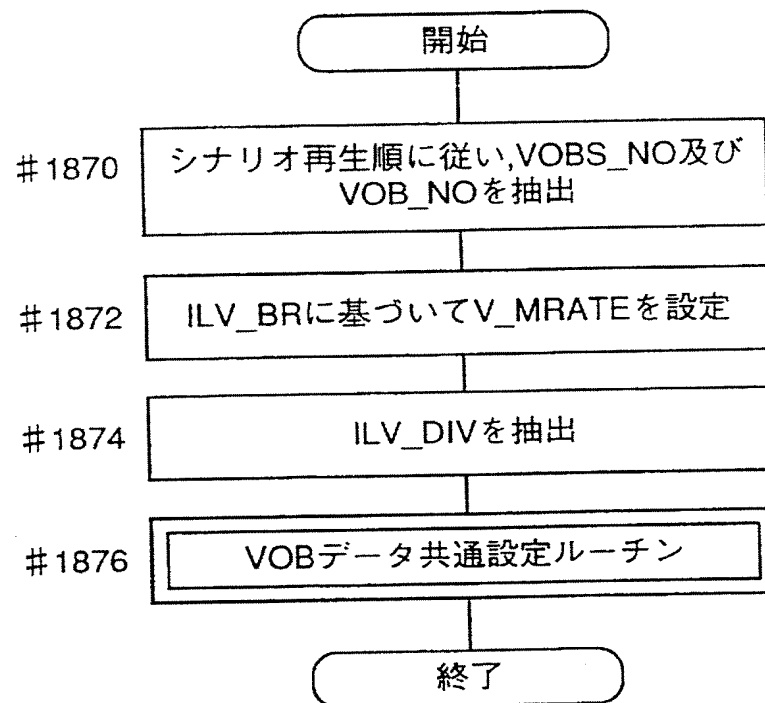 開始
#1870
シナリオ再生順に従い,VOBS_NO及び
VOB_NOを抽出
#1872
ILV_BRに基づいてV_MRATEを設定
#1874
ILV_DIVを抽出
#1876
VOBデータ共通設定ルーチン
終了